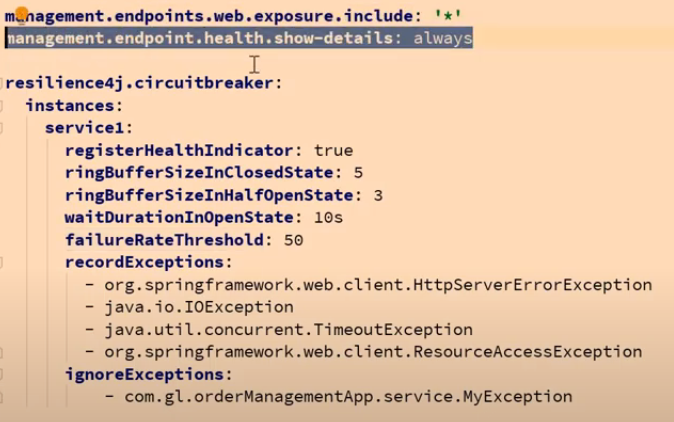 management.endpoints.web.exposure.include: '*'
management.endpoint.health.show-details: always
resilience4j.circuitbreaker:
instances:
service1:
registerHealthIndicator: true
ringBufferSizeInClosedState: 5
ringBufferSizeInHalfOpenState: 3
waitDurationInOpenState: 10s
failureRateThreshold: 50
recordExceptions:
- org.springframework.web.client.HttpServerErrorException
- java.io.IOException
- java.util.concurrent.TimeoutException
- org.springframework.web.client.ResourceAccessException
ignoreExceptions:
- com.gl.orderManagementApp.service.MyException